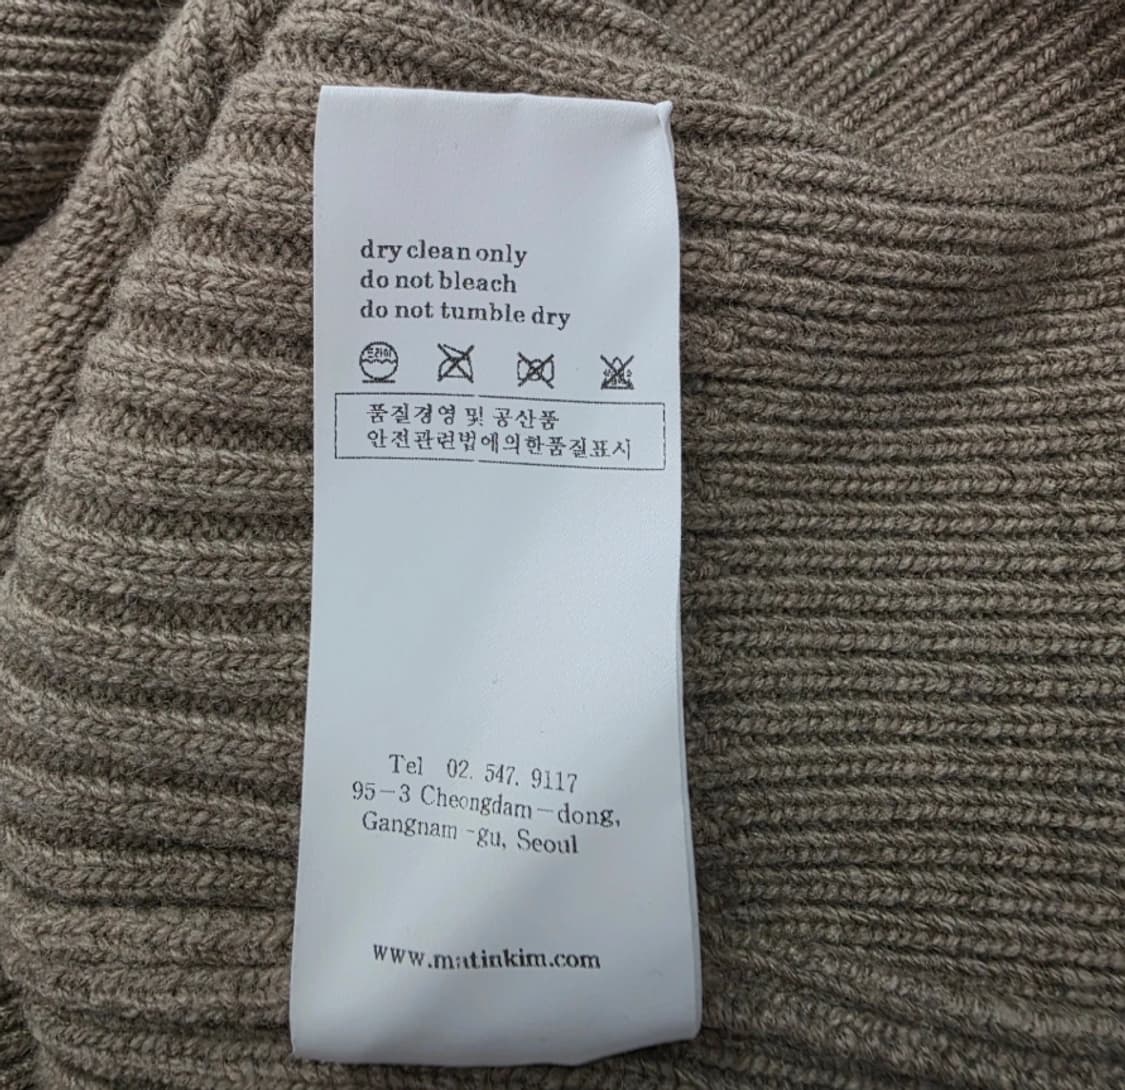 dry clean only
do not bleach
do not tumble dry
드라이
품질경영 및 공산품
안전관련법에의한품질표시
Tel 02. 547. 9117
95-3 Cheongdam-dong,
Gangnam-gu, Seoul
www.matinkim.com